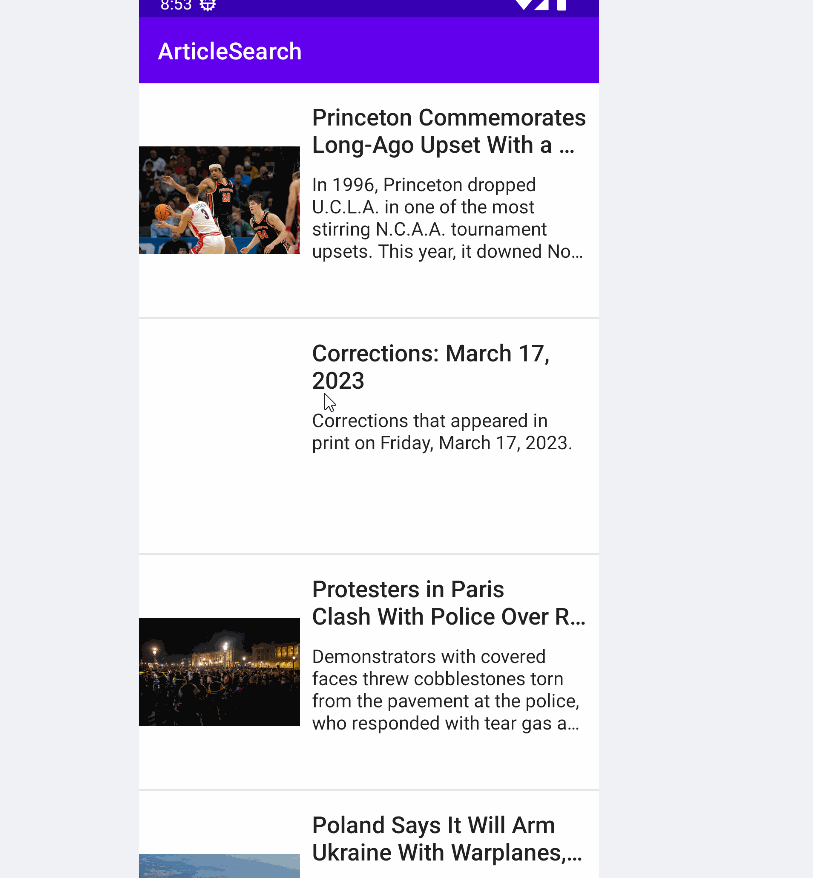 8:53
ArticleSearch
Princeton Commemorates
Long-Ago Upset With a ...
In 1996, Princeton dropped
U.C.L.A. in one of the most
stirring N.C.A.A. tournament
upsets. This year, it downed No...
Corrections: March 17,
2023
Corrections that appeared in
print on Friday, March 17, 2023.
Protesters in Paris
Clash With Police Over R...
Demonstrators with covered
faces threw cobblestones torn
from the pavement at the police,
who responded with tear gas a...
Poland Says It Will Arm
Ukraine With Warplanes,...